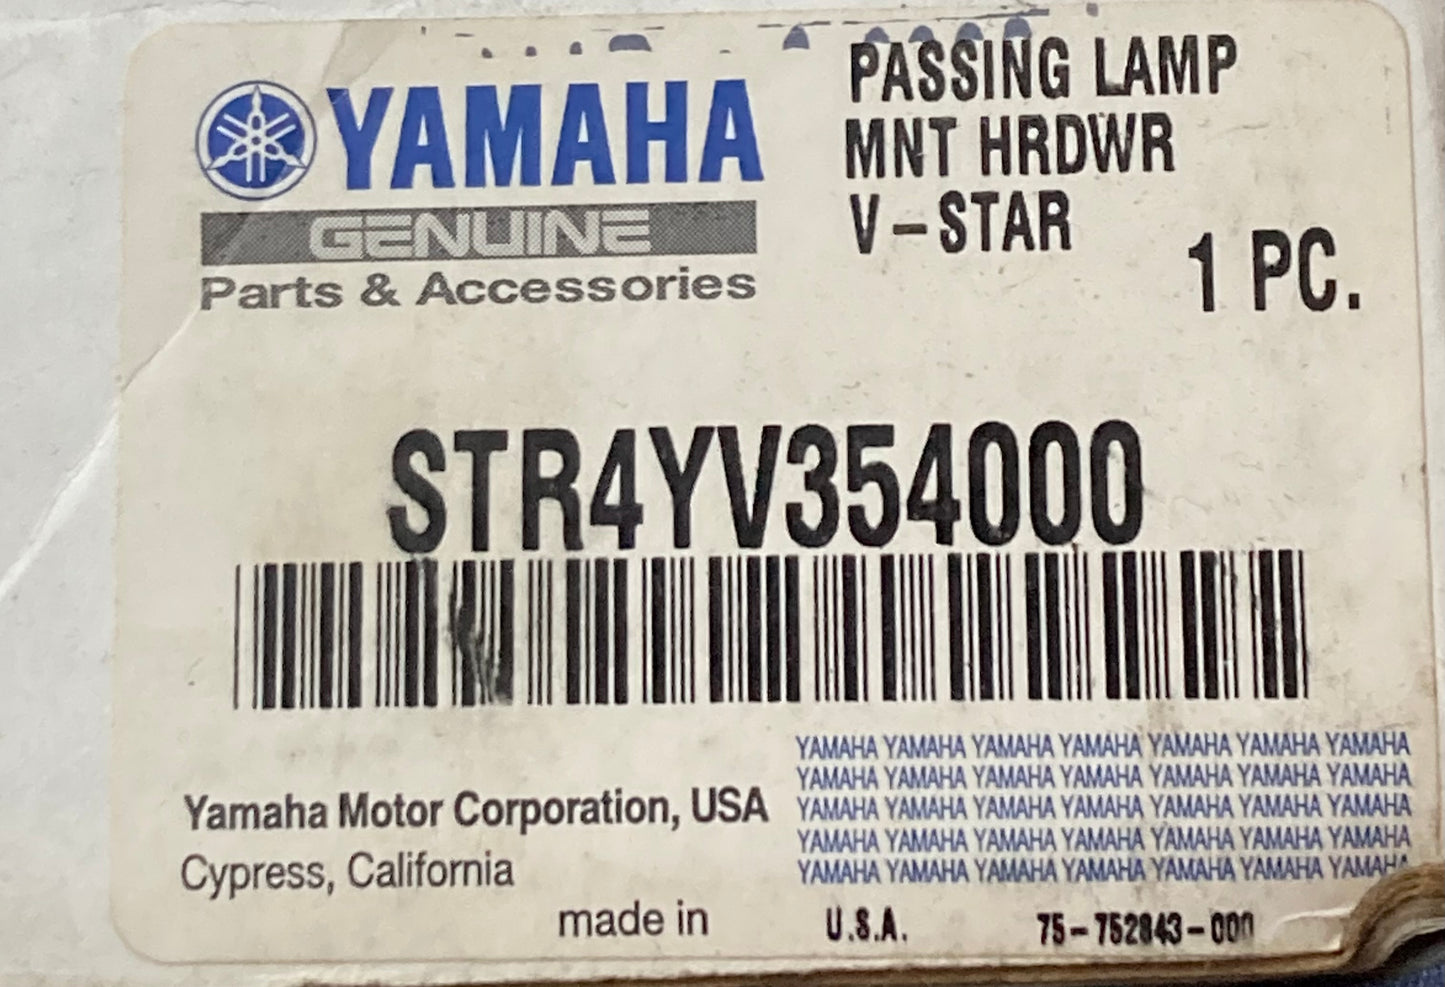 YAMAHA
GENUINE
Parts & Accessories
PASSING LAMP
MNT HRDWR
V-STAR
1 PC.
STR4YV354000
Yamaha Motor Corporation, USA
Cypress, California
made in U.S.A. 75-752843-000
YAMAHA YAMAHA YAMAHA YAMAHA YAMAHA YAMAHA YAMAHA
YAMAHA YAMAHA YAMAHA YAMAHA YAMAHA YAMAHA YAMAHA
YAMAHA YAMAHA YAMAHA YAMAHA YAMAHA YAMAHA YAMAHA
YAMAHA YAMAHA YAMAHA YAMAHA YAMAHA YAMAHA YAMAHA
YAMAHA YAMAHA YAMAHA YAMAHA YAMAHA YAMAHA YAMAHA